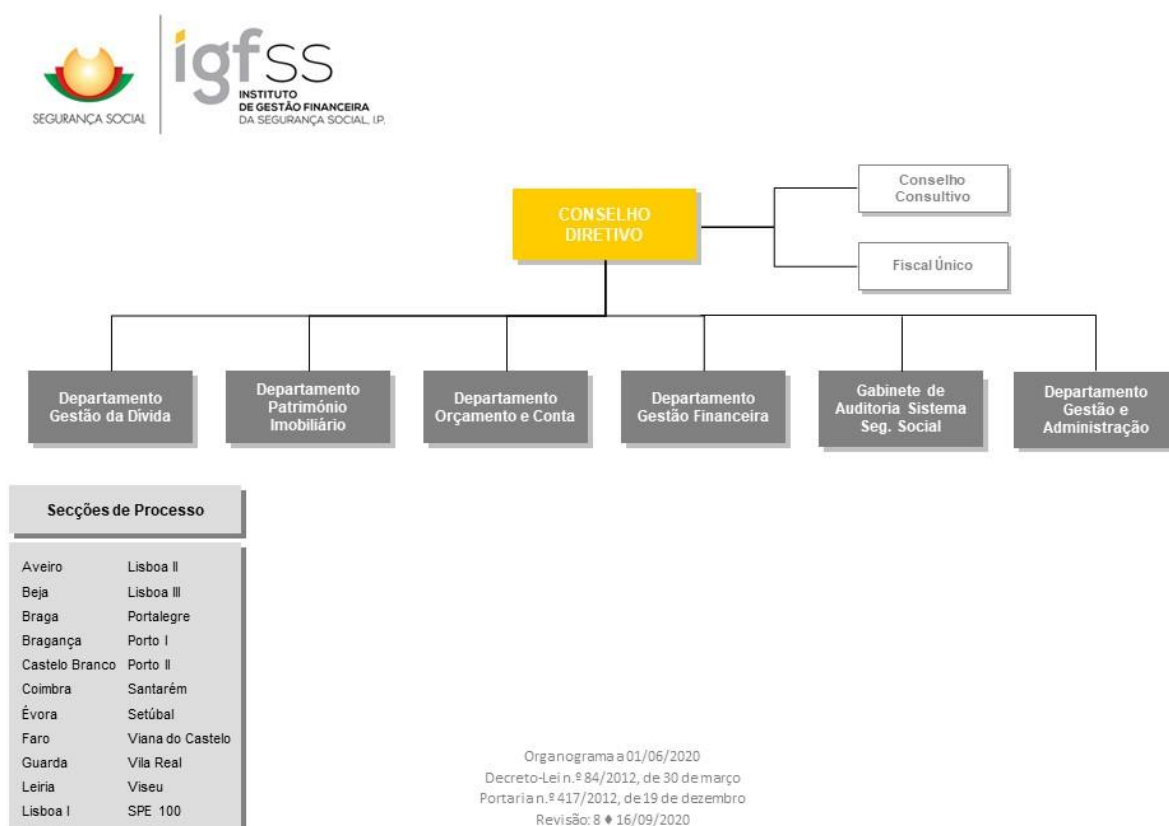 SEGURANÇA SOCIAL
igfss
INSTITUTO
DE GESTÃO FINANCEIRA
DA SEGURANÇA SOCIAL, I.P.
CONSELHO
DIRETIVO
Conselho
Consultivo
Fiscal Único
Departamento
Gestão da Dívida
Departamento
Património
Imobiliário
Departamento
Orçamento e Conta
Departamento
Gestão Financeira
Gabinete de
Auditoria Sistema
Seg. Social
Departamento
Gestão e
Administração
Secções de Processo
Aveiro Lisboa II
Beja Lisboa III
Braga Portalegre
Bragança Porto I
Castelo Branco Porto II
Coimbra Santarém
Évora Setúbal
Faro Viana do Castelo
Guarda Vila Real
Leiria Viseu
Lisboa I SPE 100
Organograma a 01/06/2020
Decreto-Lei n.º 84/2012, de 30 de março
Portaria n.º 417/2012, de 19 de dezembro
Revisão: 8 ♦ 16/09/2020